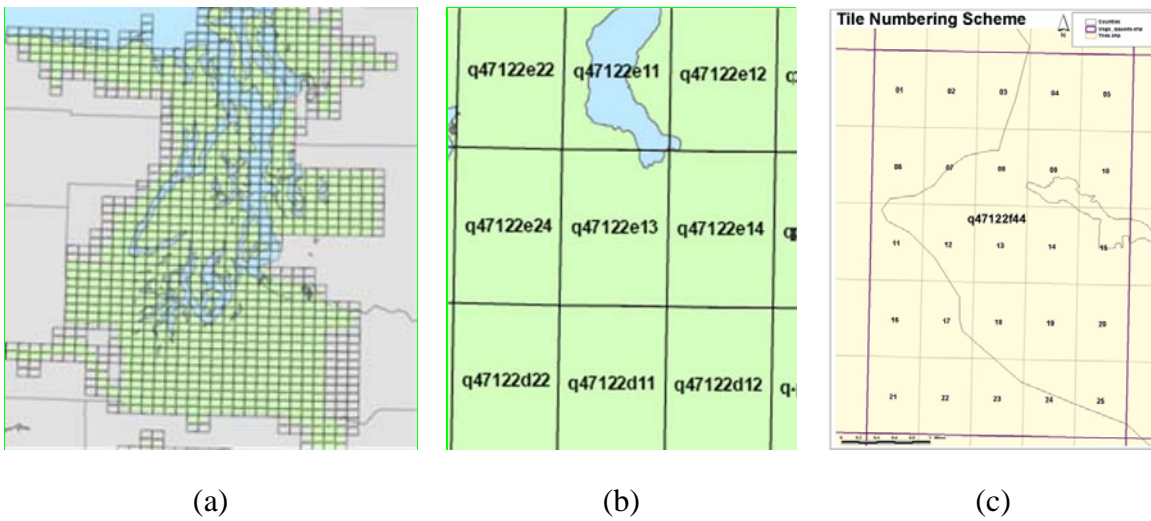 q47122e22 q47122e11 q47122e12
q47122e24 q47122e13 q47122e14
q47122d22 q47122d11 q47122d12
Tile Numbering Scheme
N
Counties
01 02 03 04 05
06 07 08 09 10
q47122f44
11 12 13 14 15
16 17 18 19 20
21 22 23 24 25
(a) (b) (c)